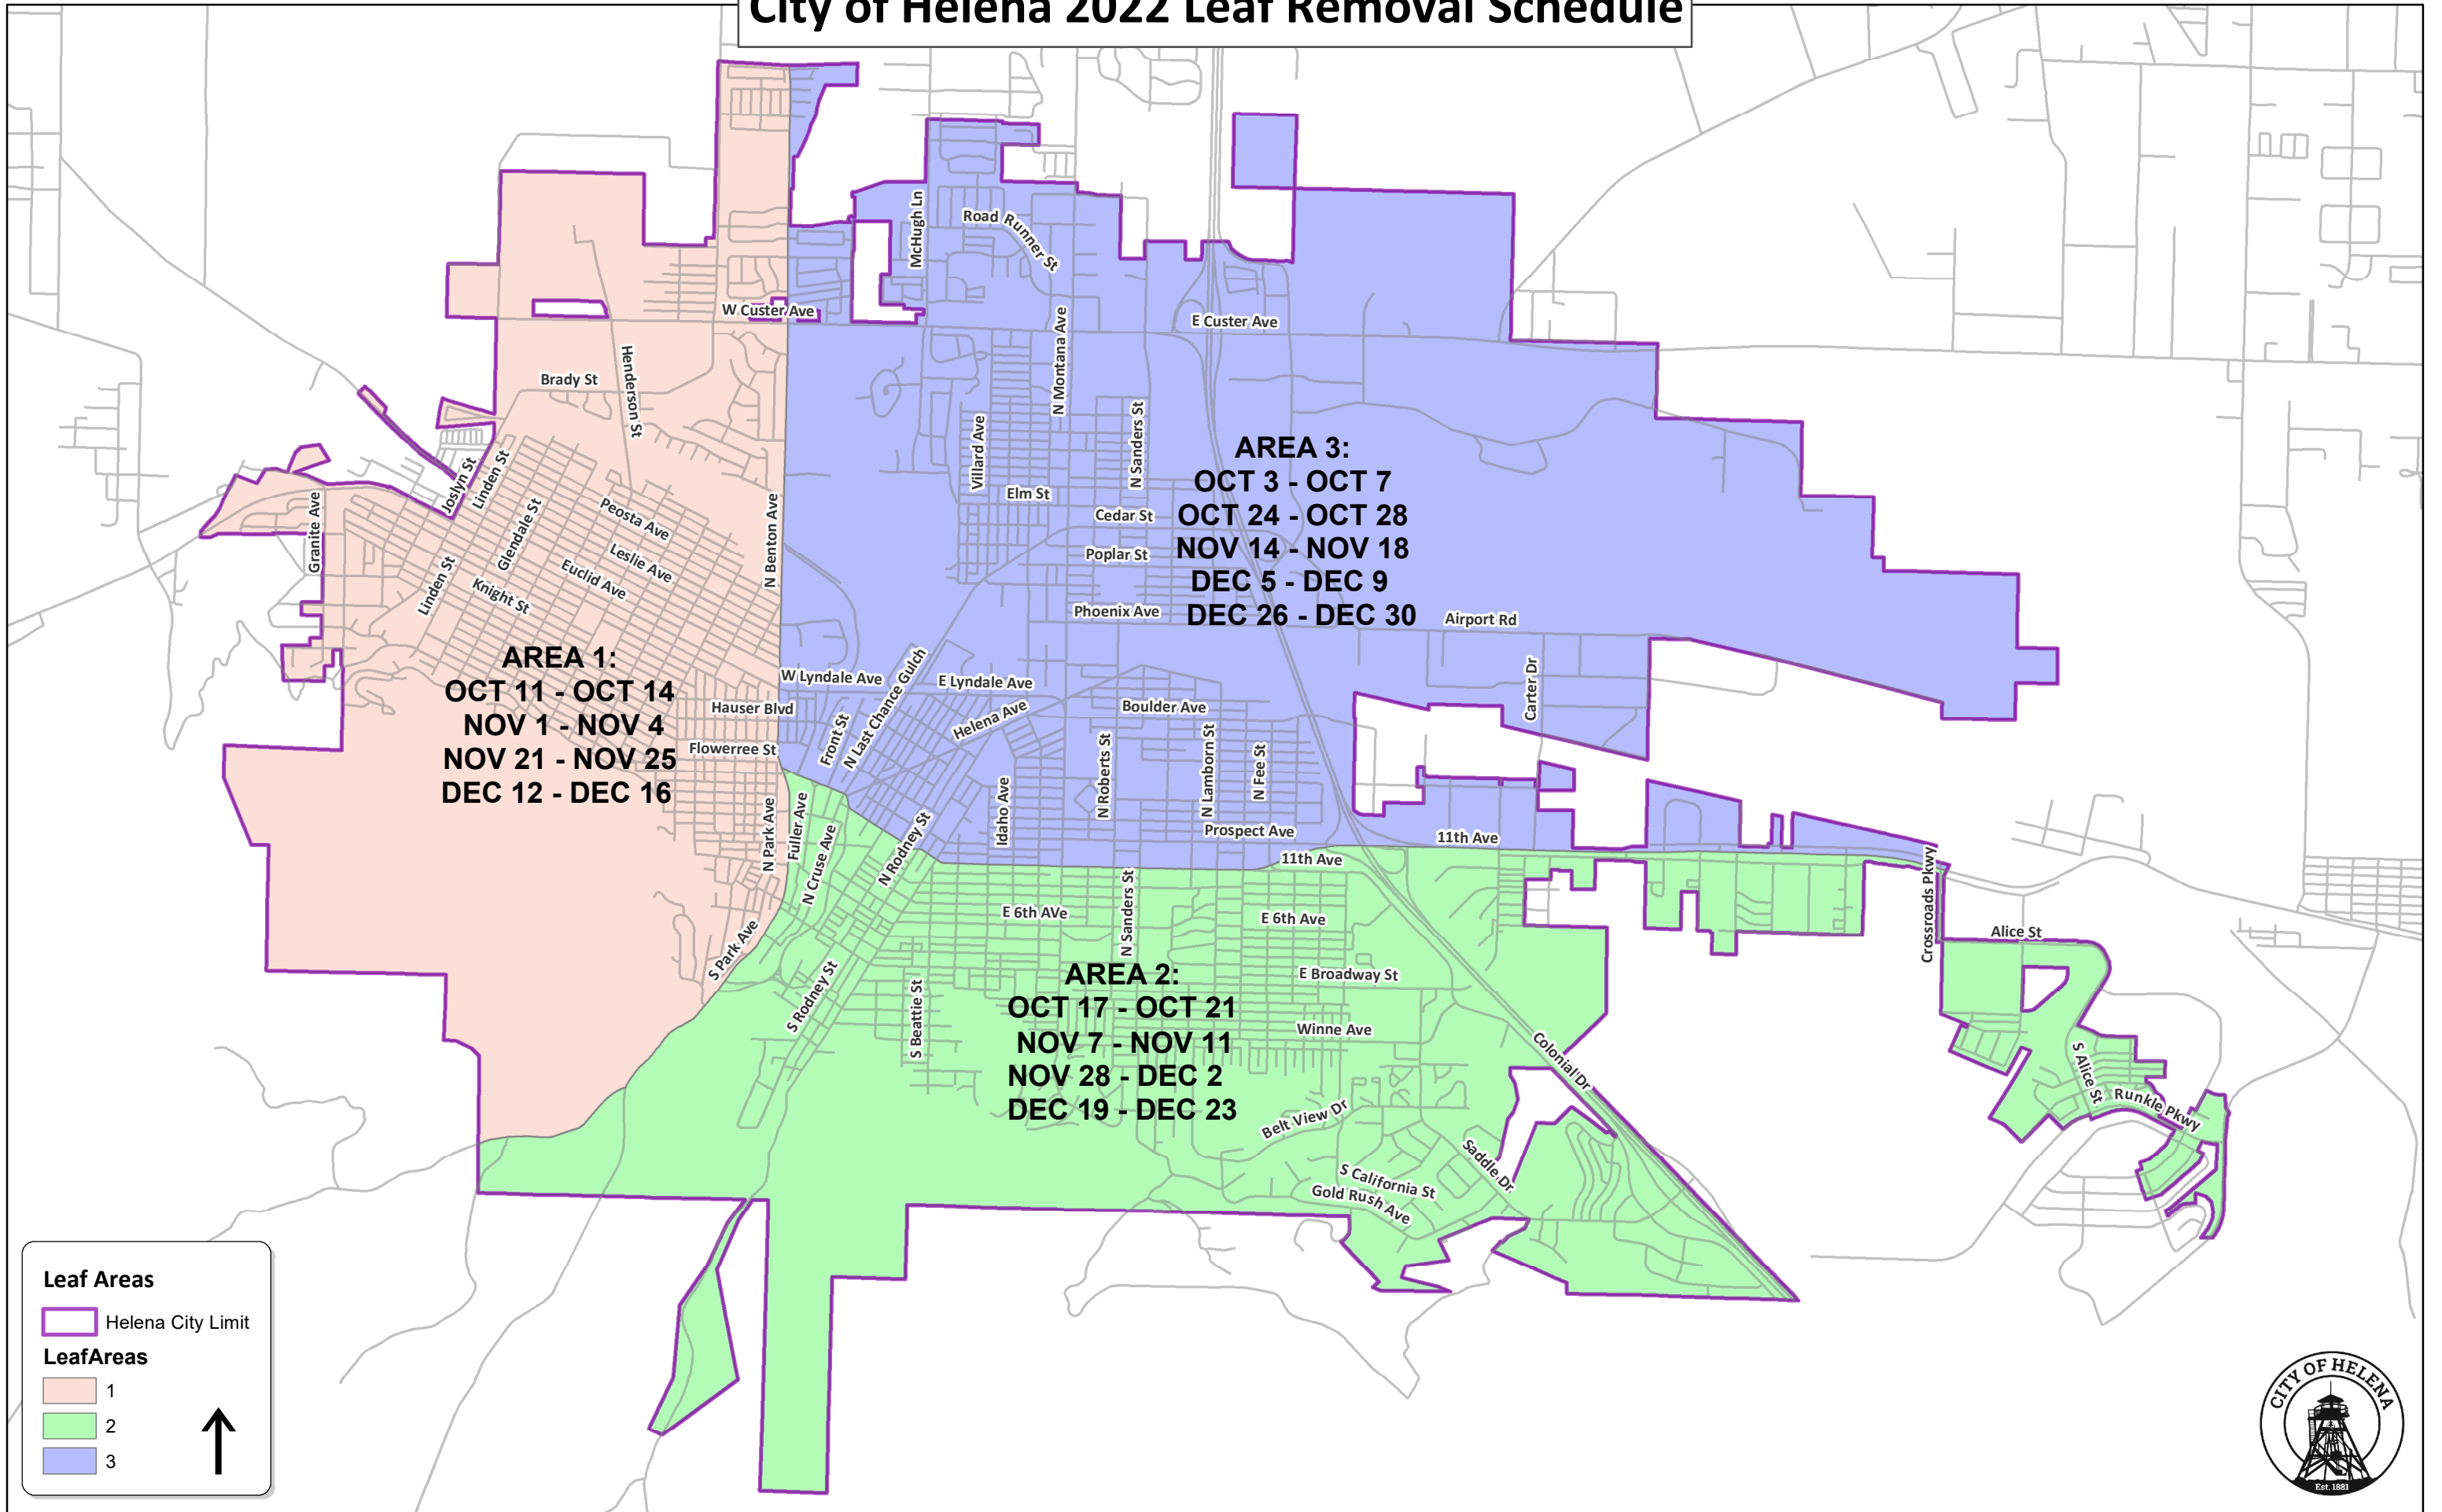 City of Helena 2022 Leaf Removal Schedule
McHugh Ln
Road Runner St
W Custer Ave
E Custer Ave
N Montana Ave
Henderson St
Brady St
Villard Ave
N Sanders St
AREA 3:
OCT 3 - OCT 7
OCT 24 - OCT 28
NOV 14 - NOV 18
DEC 5 - DEC 9
DEC 26 - DEC 30
Joslyn St
Linden St
Granite Ave
Glendale St
Peosta Ave
N Benton Ave
Elm St
Cedar St
Leslie Ave
Poplar St
Euclid Ave
Linden St
Knight St
Phoenix Ave
Airport Rd
AREA 1:
OCT 11 - OCT 14
NOV 1 - NOV 4
NOV 21 - NOV 25
DEC 12 - DEC 16
W Lyndale Ave
E Lyndale Ave
Carter Dr
Hauser Blvd
Front St
N Last Chance Gulch
Helena Ave
Boulder Ave
Flowerree St
N Roberts St
N Lamborn St
N Fee St
Idaho Ave
N Park Ave
Fuller Ave
N Cruse Ave
N Rodney St
Prospect Ave
11th Ave
11th Ave
Crossroads Pkwy
E 6th AVe
N Sanders St
E 6th Ave
Alice St
S Park Ave
S Rodney St
S Beattie St
E Broadway St
AREA 2:
OCT 17 - OCT 21
NOV 7 - NOV 11
NOV 28 - DEC 2
DEC 19 - DEC 23
Winne Ave
Colonial Dr
S Alice St
Runkle Pkwy
Belt View Dr
Saddle Dr
S California St
Gold Rush Ave
Leaf Areas
Helena City Limit
LeafAreas
1
2
3
CITY OF HELENA
Est. 1881